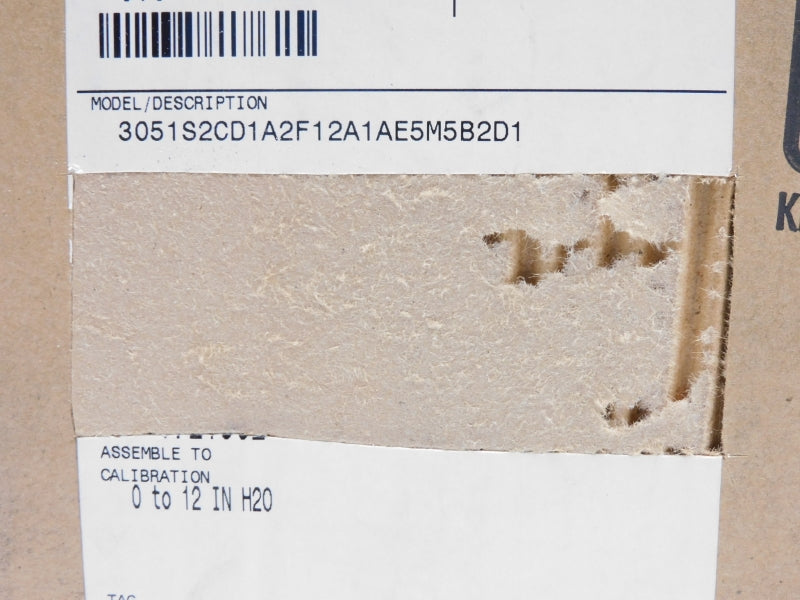 MODEL/DESCRIPTION
3051S2CD1A2F12A1AE5M5B2D1
ASSEMBLE TO
CALIBRATION
0 to 12 IN H2O